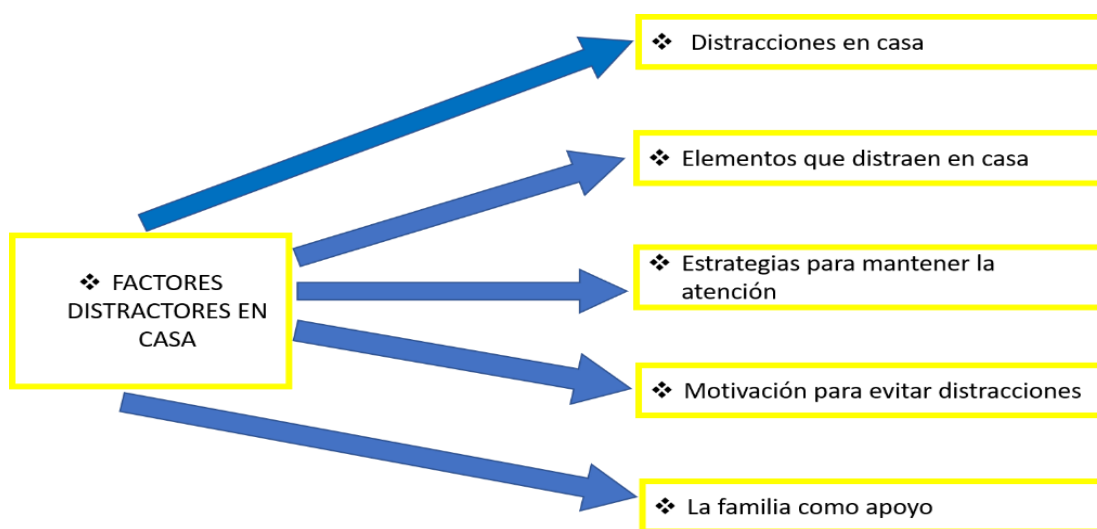 ❖ Distracciones en casa
❖ Elementos que distraen en casa
❖ FACTORES
DISTRACTORES EN
CASA
❖ Estrategias para mantener la
atención
❖ Motivación para evitar distracciones
❖ La familia como apoyo